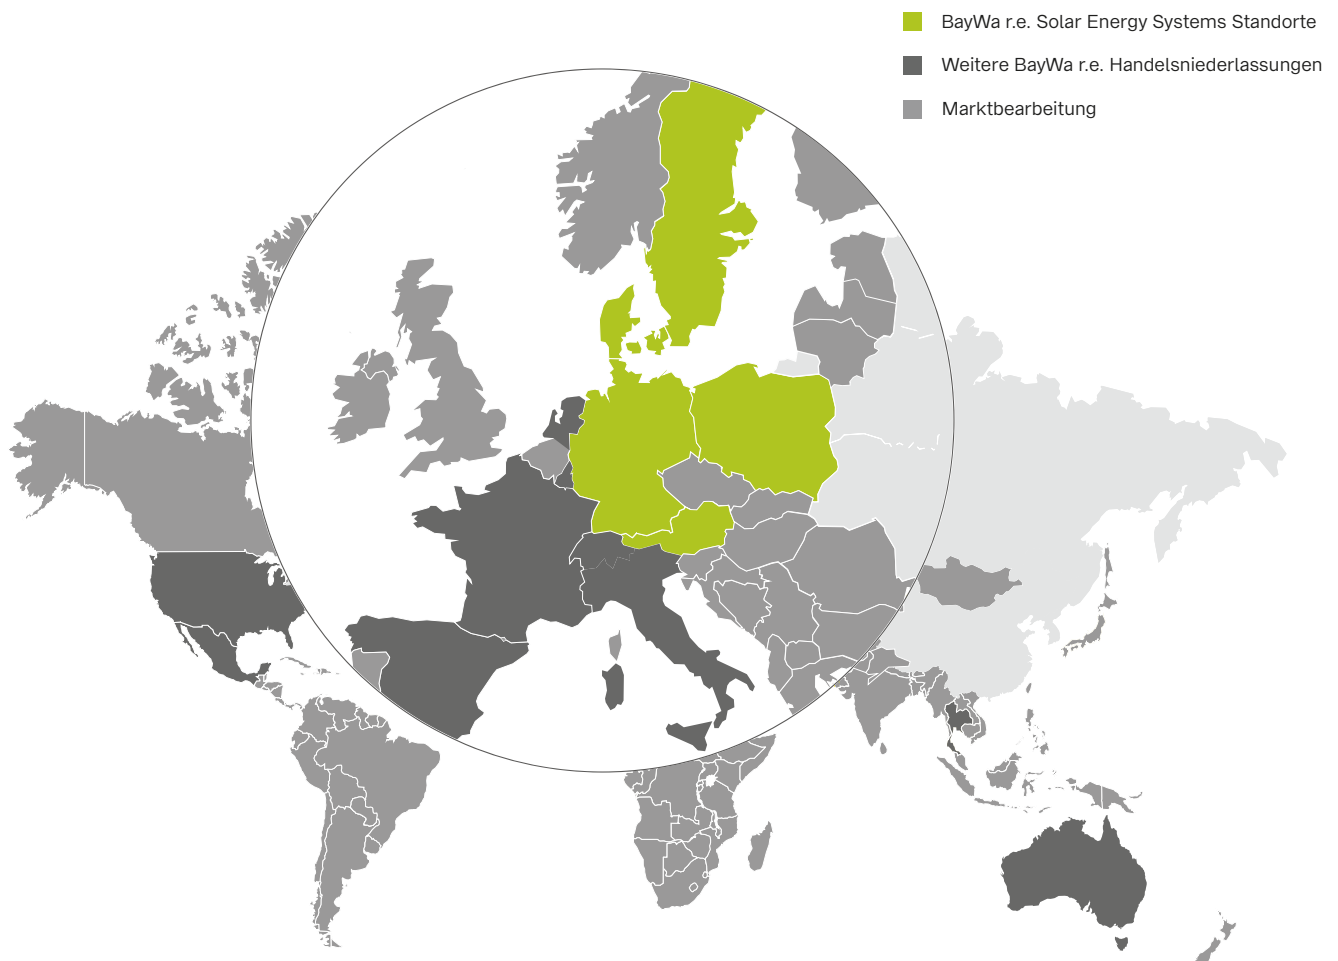 BayWa r.e. Solar Energy Systems Standorte
Weitere BayWa r.e. Handelsniederlassungen
Marktbearbeitung